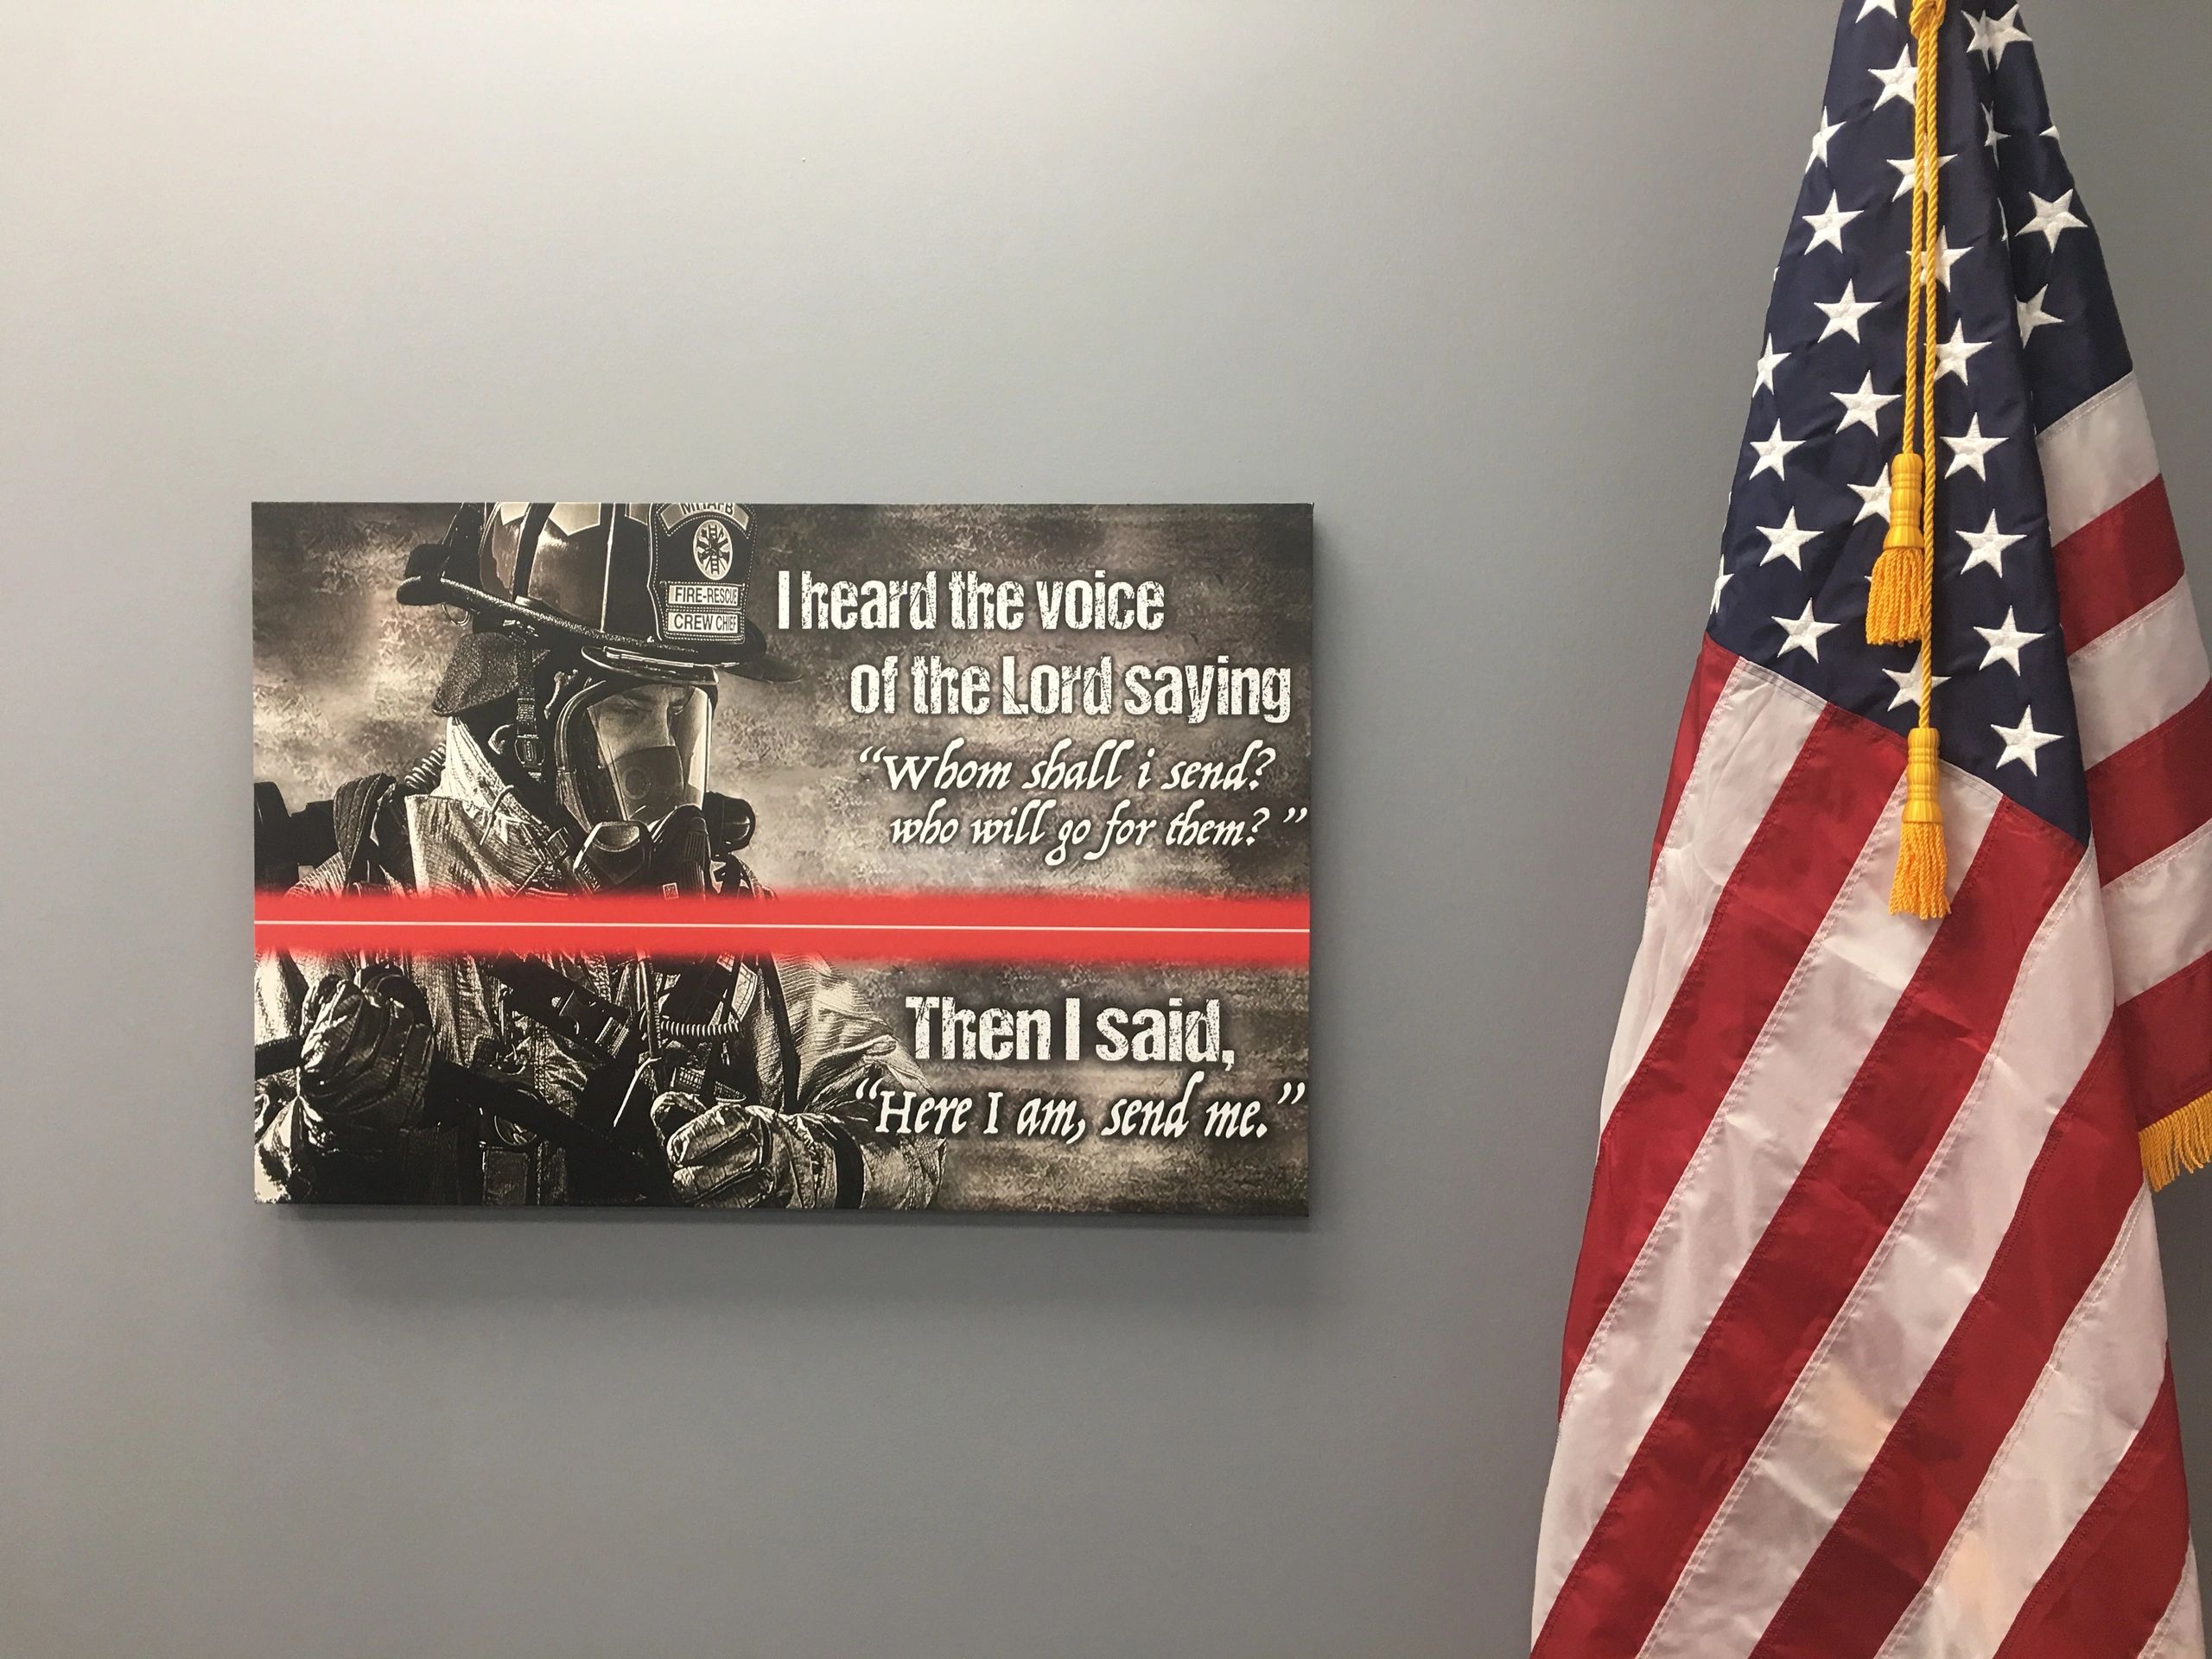 MHAFB
FIRE-RESCUE
CREW CHIEF
I heard the voice
of the Lord saying
“Whom shall i send?
who will go for them?”
Then I said,
“Here I am, send me.”